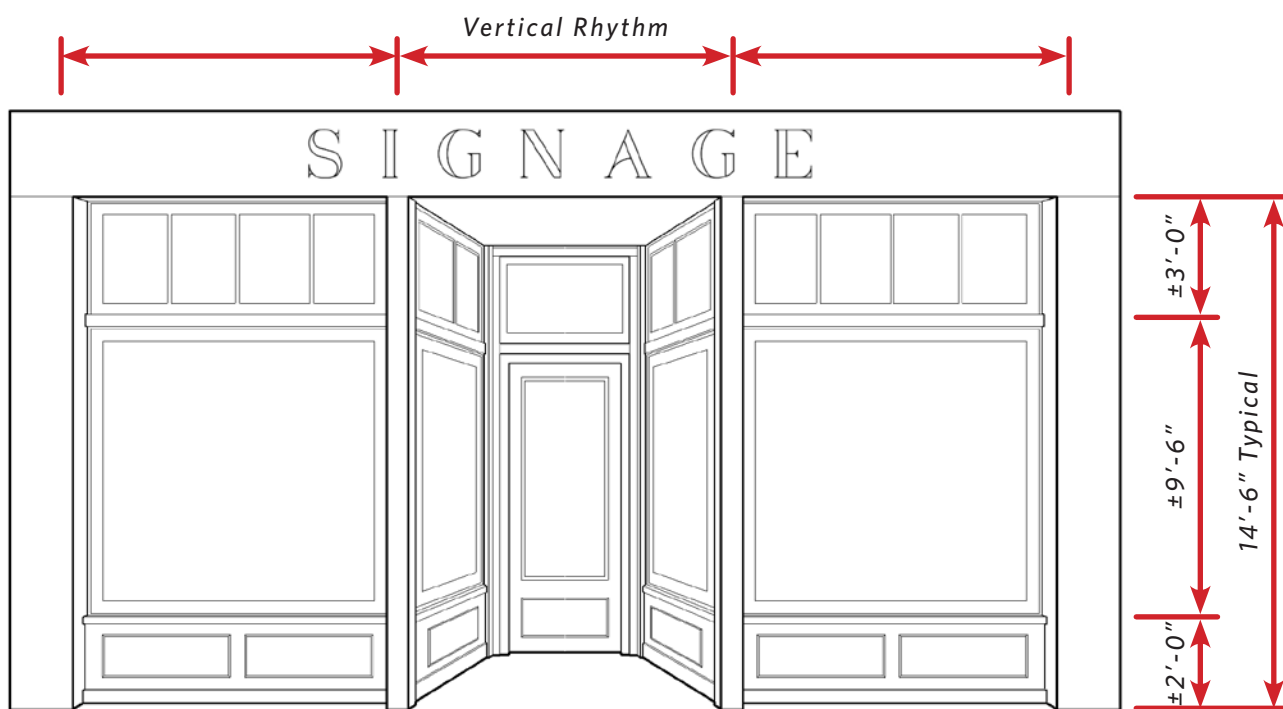 Vertical Rhythm
SIGNAGE
±3'-0"
±9'-6"
14'-6" Typical
±2'-0"